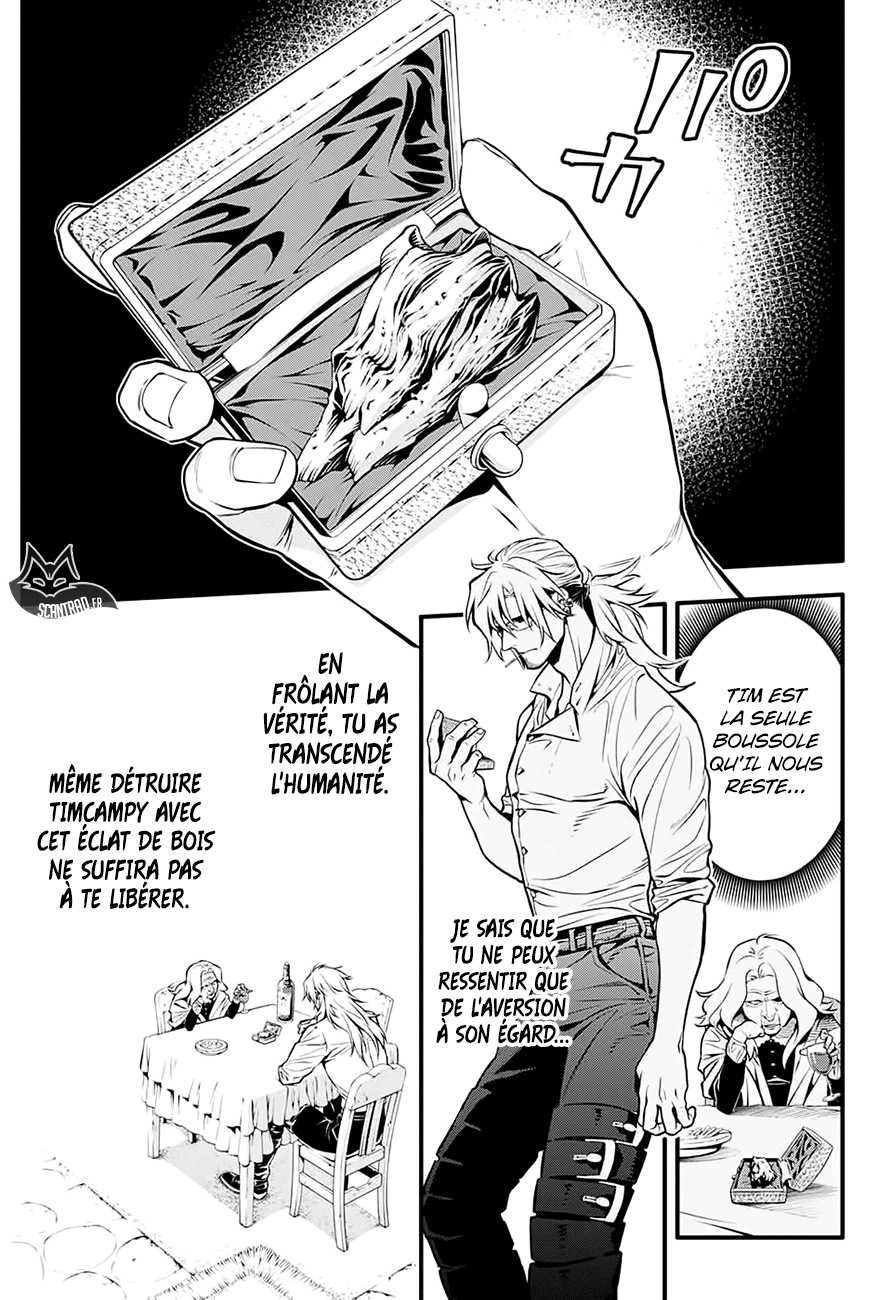 パカッ
SCANTRAD.FR
TIM EST
LA SEULE
BOUSSOLE
QU'IL NOUS
RESTE...
JE SAIS QUE
TU NE PEUX
RESSENTIR QUE
DE L'AVERSION
À SON ÉGARD...
EN
FRÔLANT LA
VÉRITÉ, TU AS
TRANSCENDÉ
L'HUMANITÉ.
MÊME DÉTRUIRE
TIMCAMPY AVEC
CET ÉCLAT DE BOIS
NE SUFFIRA PAS
À TE LIBÉRER.